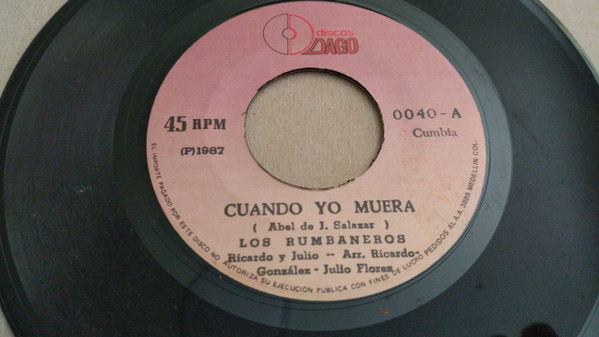 discos
DAGO
45 RPM
0040-A
(P)1987
Cumbia
CUANDO YO MUERA
( Abel de J. Salazar )
LOS RUMBANEROS
Ricardo y Julio -- Arr. Ricardo-
González - Julio Florez
EL IMPORTE PAGADO POR ESTE DISCO NO AUTORIZA SU EJECUCION PUBLICA CON FINES DE LUCRO PEDIDOS AL A.A. 3885 MEDELLIN COL.